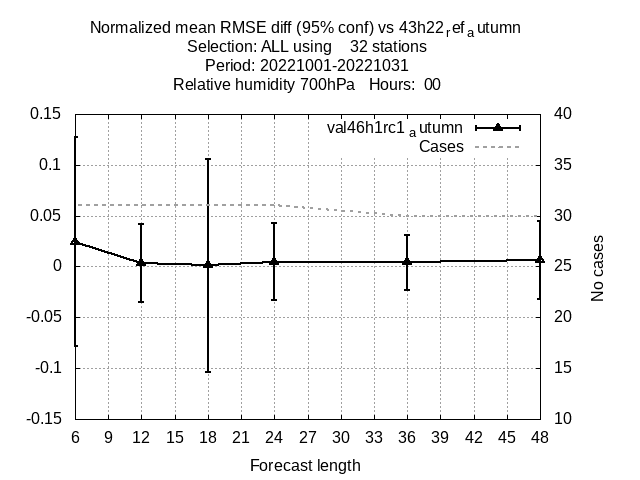 Normalized mean RMSE diff (95% conf) vs 43h22refautumn
Selection: ALL using 32 stations
Period: 20221001-20221031
Relative humidity 700hPa Hours: 00
val46h1rc1autumn
Cases
0.15
0.1
0.05
0
-0.05
-0.1
-0.15
40
35
30
25
20
15
10
No cases
6 9 12 15 18 21 24 27 30 33 36 39 42 45 48
Forecast length